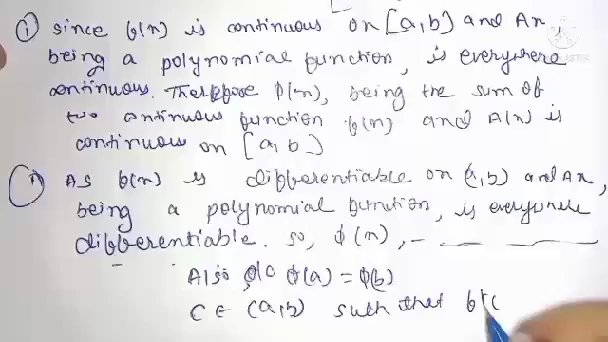 ① since f(x) is continuous on [a,b] and Ax
being a polynomial function, is everywhere
continuous. Therefore ϕ(x), being the sum of
two continuous function f(x) and A(x) is
continuous on [a,b]
② As f(x) is differentiable on (a,b) and Ax,
being a polynomial function, is everywhere
differentiable. so, ϕ(x), –
Also, ϕ(a) = ϕ(b)
C ∈ (a,b) such that f'(